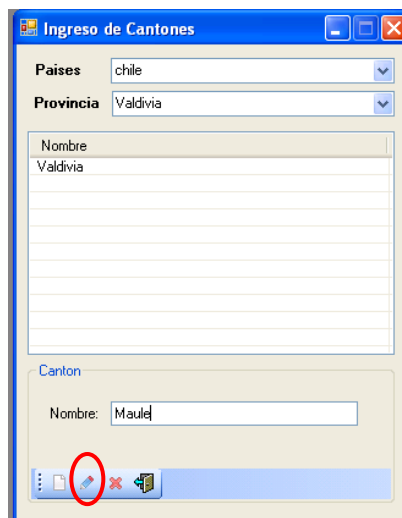 Ingreso de Cantones
Paises chile
Provincia Valdivia
Nombre
Valdivia
Canton
Nombre: Maule